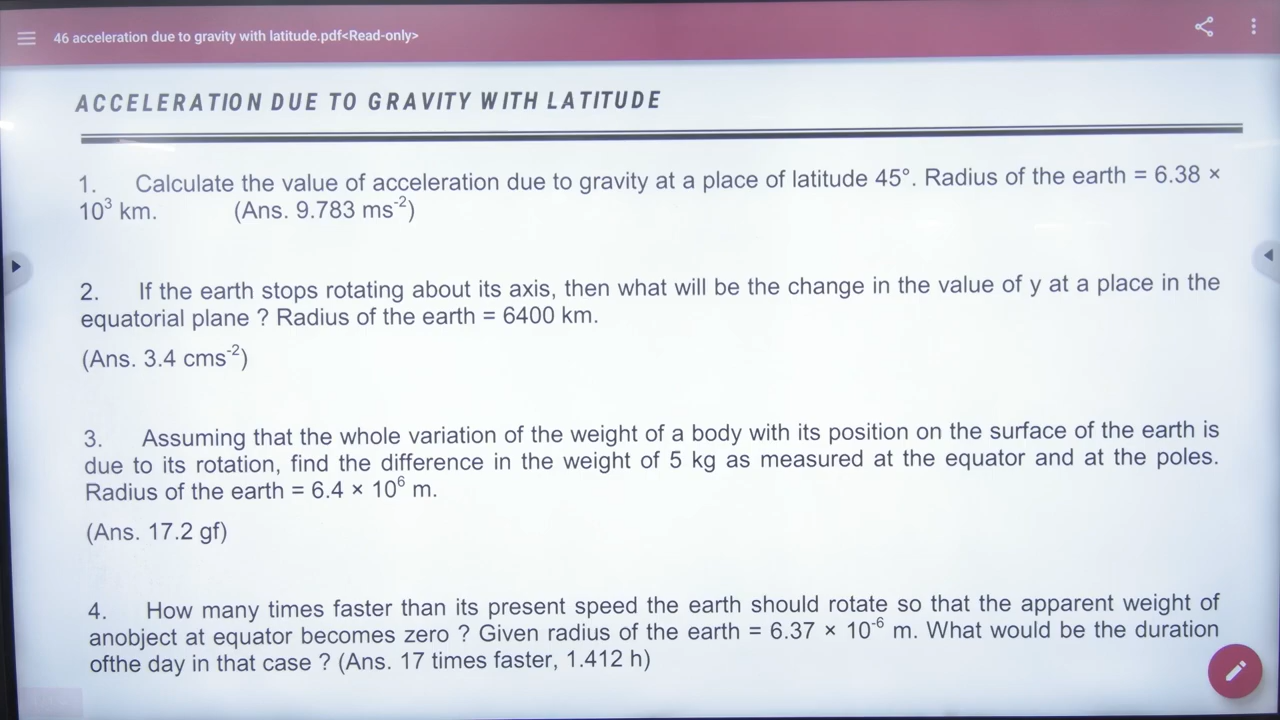 46 acceleration due to gravity with latitude.pdf<Read-only>
ACCELERATION DUE TO GRAVITY WITH LATITUDE
1. Calculate the value of acceleration due to gravity at a place of latitude 45°. Radius of the earth = 6.38 ×
10³ km. (Ans. 9.783 ms⁻²)
2. If the earth stops rotating about its axis, then what will be the change in the value of y at a place in the
equatorial plane ? Radius of the earth = 6400 km.
(Ans. 3.4 cms⁻²)
3. Assuming that the whole variation of the weight of a body with its position on the surface of the earth is
due to its rotation, find the difference in the weight of 5 kg as measured at the equator and at the poles.
Radius of the earth = 6.4 × 10⁶ m.
(Ans. 17.2 gf)
4. How many times faster than its present speed the earth should rotate so that the apparent weight of
anobject at equator becomes zero ? Given radius of the earth = 6.37 × 10⁻⁶ m. What would be the duration
ofthe day in that case ? (Ans. 17 times faster, 1.412 h)